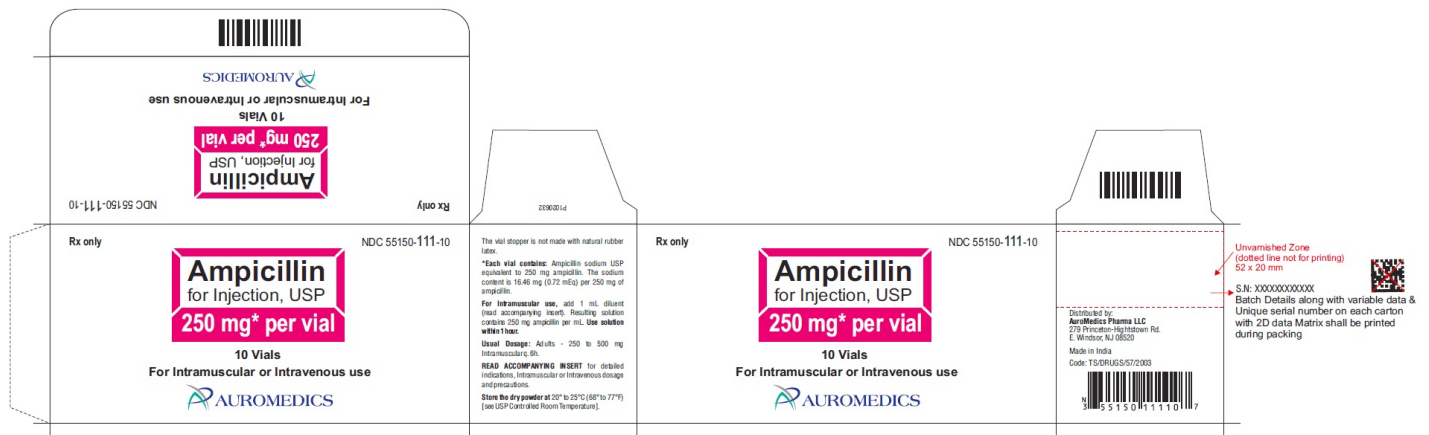 AUROMEDICS
For Intramuscular or Intravenous use
10 Vials
250 mg* per vial
for Injection, USP
Ampicillin
NDC 55150-111-10
Rx only
P1020632
Rx only
NDC 55150-111-10
Ampicillin
for Injection, USP
250 mg* per vial
10 Vials
For Intramuscular or Intravenous use
AUROMEDICS
The vial stopper is not made with natural rubber
latex.
*Each vial contains: Ampicillin sodium USP
equivalent to 250 mg ampicillin. The sodium
content is 16.46 mg (0.72 mEq) per 250 mg of
ampicillin.
For Intramuscular use, add 1 mL diluent
(read accompanying insert). Resulting solution
contains 250 mg ampicillin per mL. Use solution
within 1 hour.
Usual Dosage: Adults - 250 to 500 mg
Intramuscular q. 6h.
READ ACCOMPANYING INSERT for detailed
indications, Intramuscular or Intravenous dosage
and precautions.
Store the dry powder at 20° to 25°C (68° to 77°F)
[see USP Controlled Room Temperature].
Rx only
NDC 55150-111-10
Ampicillin
for Injection, USP
250 mg* per vial
10 Vials
For Intramuscular or Intravenous use
AUROMEDICS
Distributed by:
AuroMedics Pharma LLC
279 Princeton-Hightstown Rd.
E. Windsor, NJ 08520
Made in India
Code: TS/DRUGS/57/2003
N
3 55150 11110 7
Unvarnished Zone
(dotted line not for printing)
52 x 20 mm
S.N: XXXXXXXXXXXX
Batch Details along with variable data &
Unique serial number on each carton
with 2D data Matrix shall be printed
during packing